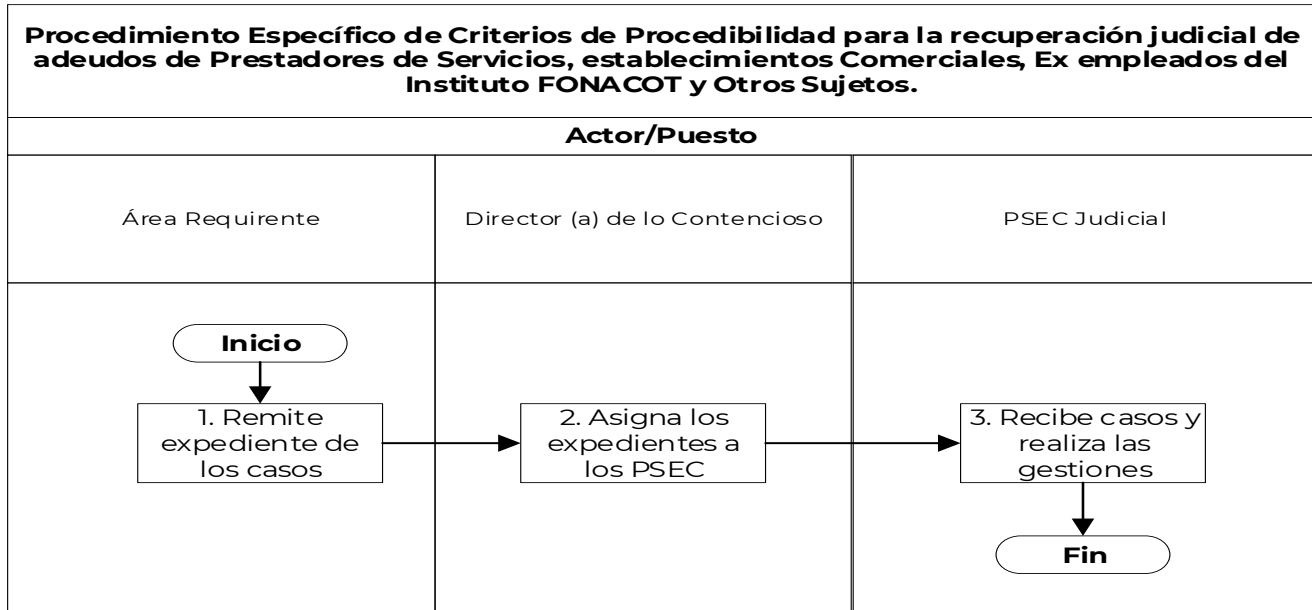 Procedimiento Específico de Criterios de Procedibilidad para la recuperación judicial de
adeudos de Prestadores de Servicios, establecimientos Comerciales, Ex empleados del
Instituto FONACOT y Otros Sujetos.
Actor/Puesto
Área Requirente
Director (a) de lo Contencioso
PSEC Judicial
Inicio
1. Remite
expediente de
los casos
2. Asigna los
expedientes a
los PSEC
3. Recibe casos y
realiza las
gestiones
Fin